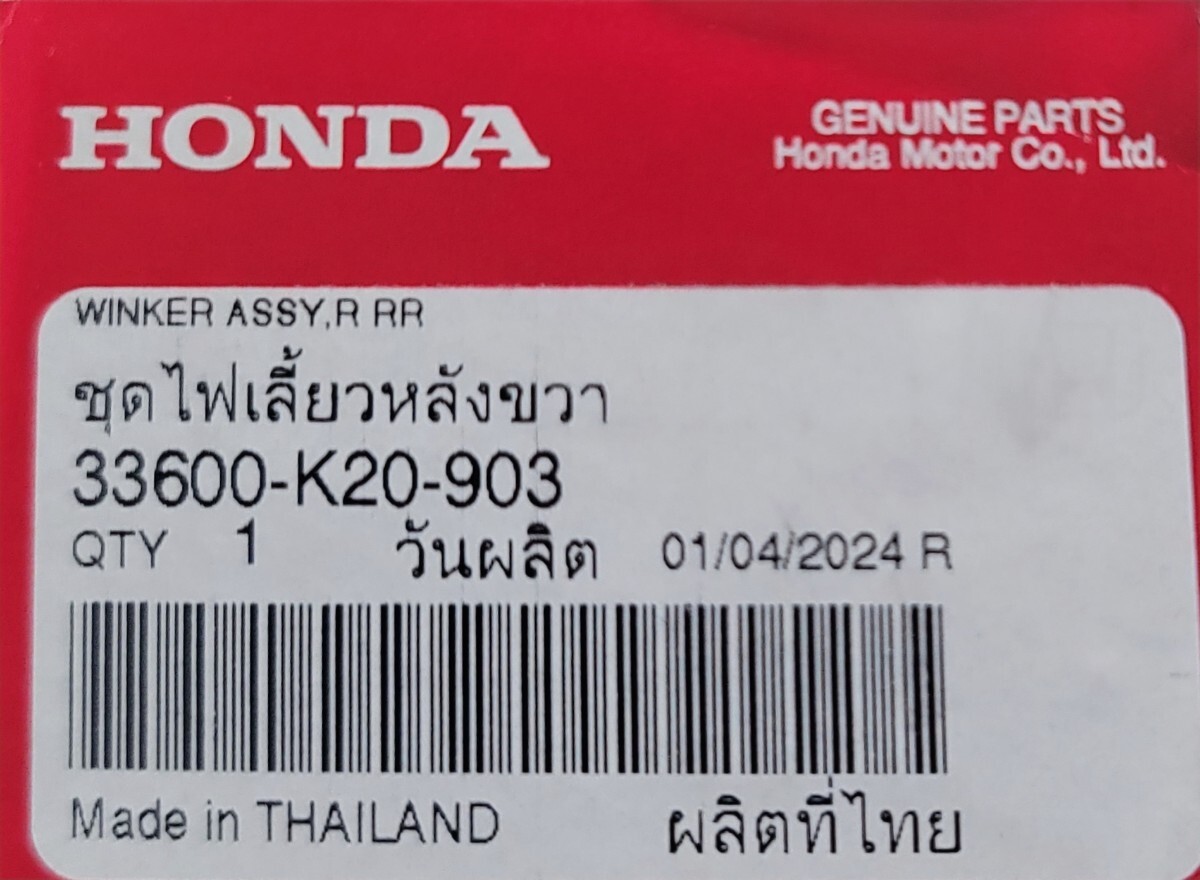 HONDA
GENUINE PARTS
Honda Motor Co., Ltd.
WINKER ASSY,R RR
ชุดไฟเลี้ยวหลังขวา
33600-K20-903
QTY 1 วันผลิต 01/04/2024 R
Made in THAILAND ผลิตที่ไทย